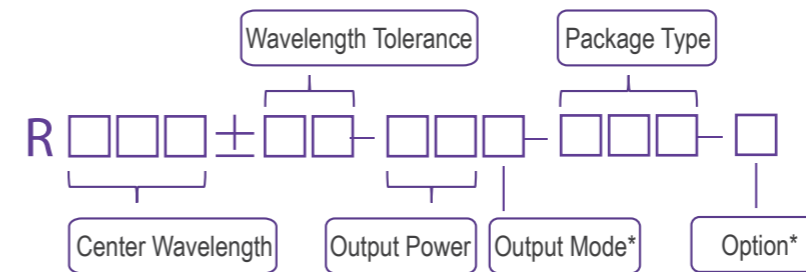 Wavelength Tolerance Package Type
R □□□ ± □□ – □□□ – □□□ – □
Center Wavelength Output Power Output Mode* Option*